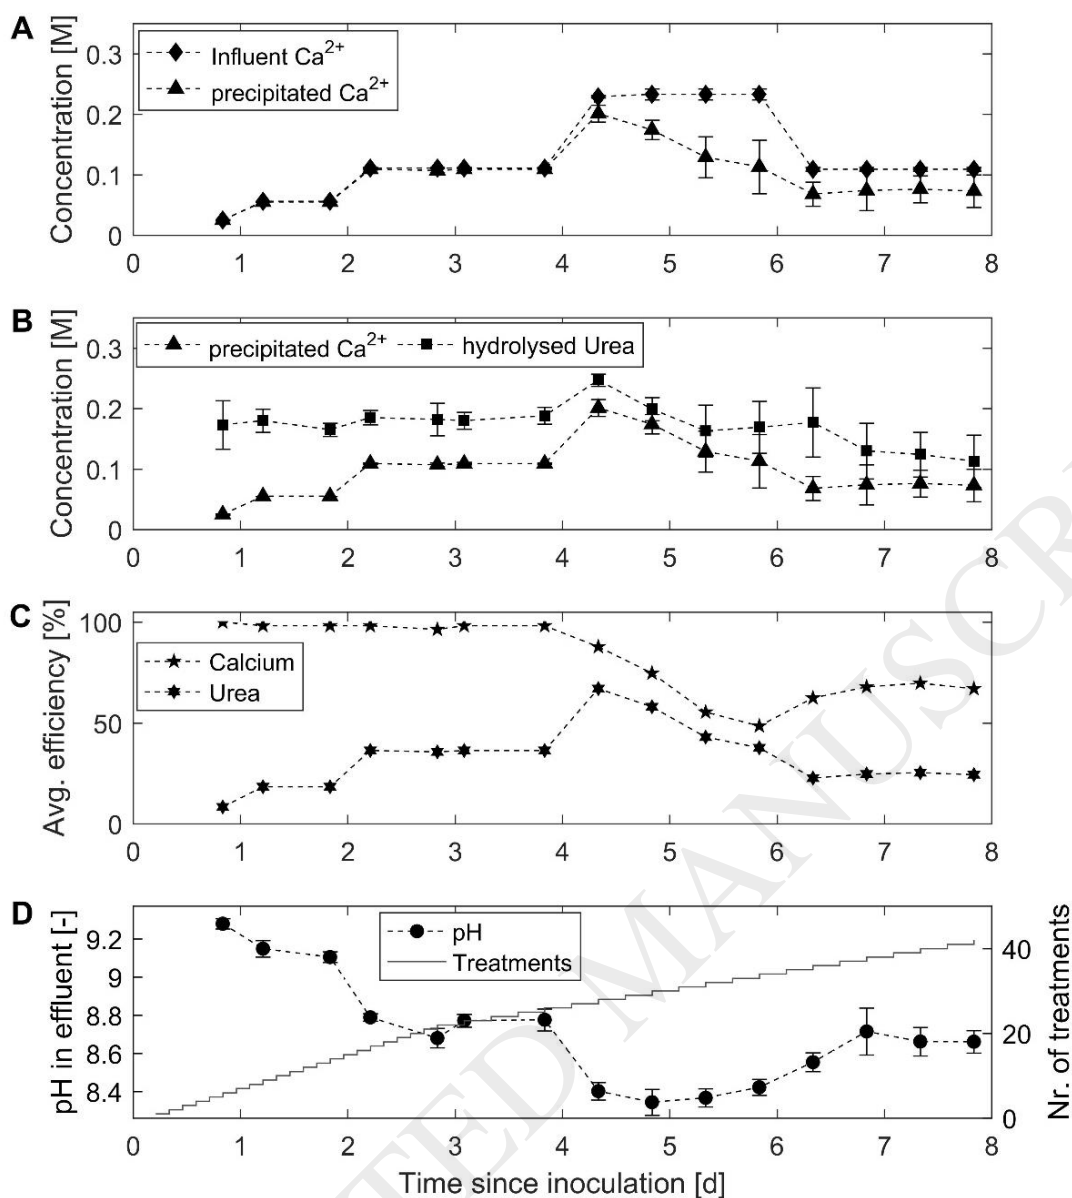 A
Concentration [M]
0.3
0.2
0.1
0
Influent Ca2+
precipitated Ca2+
0 1 2 3 4 5 6 7 8
B
Concentration [M]
0.3
0.2
0.1
0
precipitated Ca2+ hydrolysed Urea
0 1 2 3 4 5 6 7 8
C
Avg. efficiency [%]
100
50
0
Calcium
Urea
0 1 2 3 4 5 6 7 8
D
pH in effluent [-]
9.2
9
8.8
8.6
8.4
pH
Treatments
40
20
0
Nr. of treatments
0 1 2 3 4 5 6 7 8
Time since inoculation [d]
TED MANUSCR